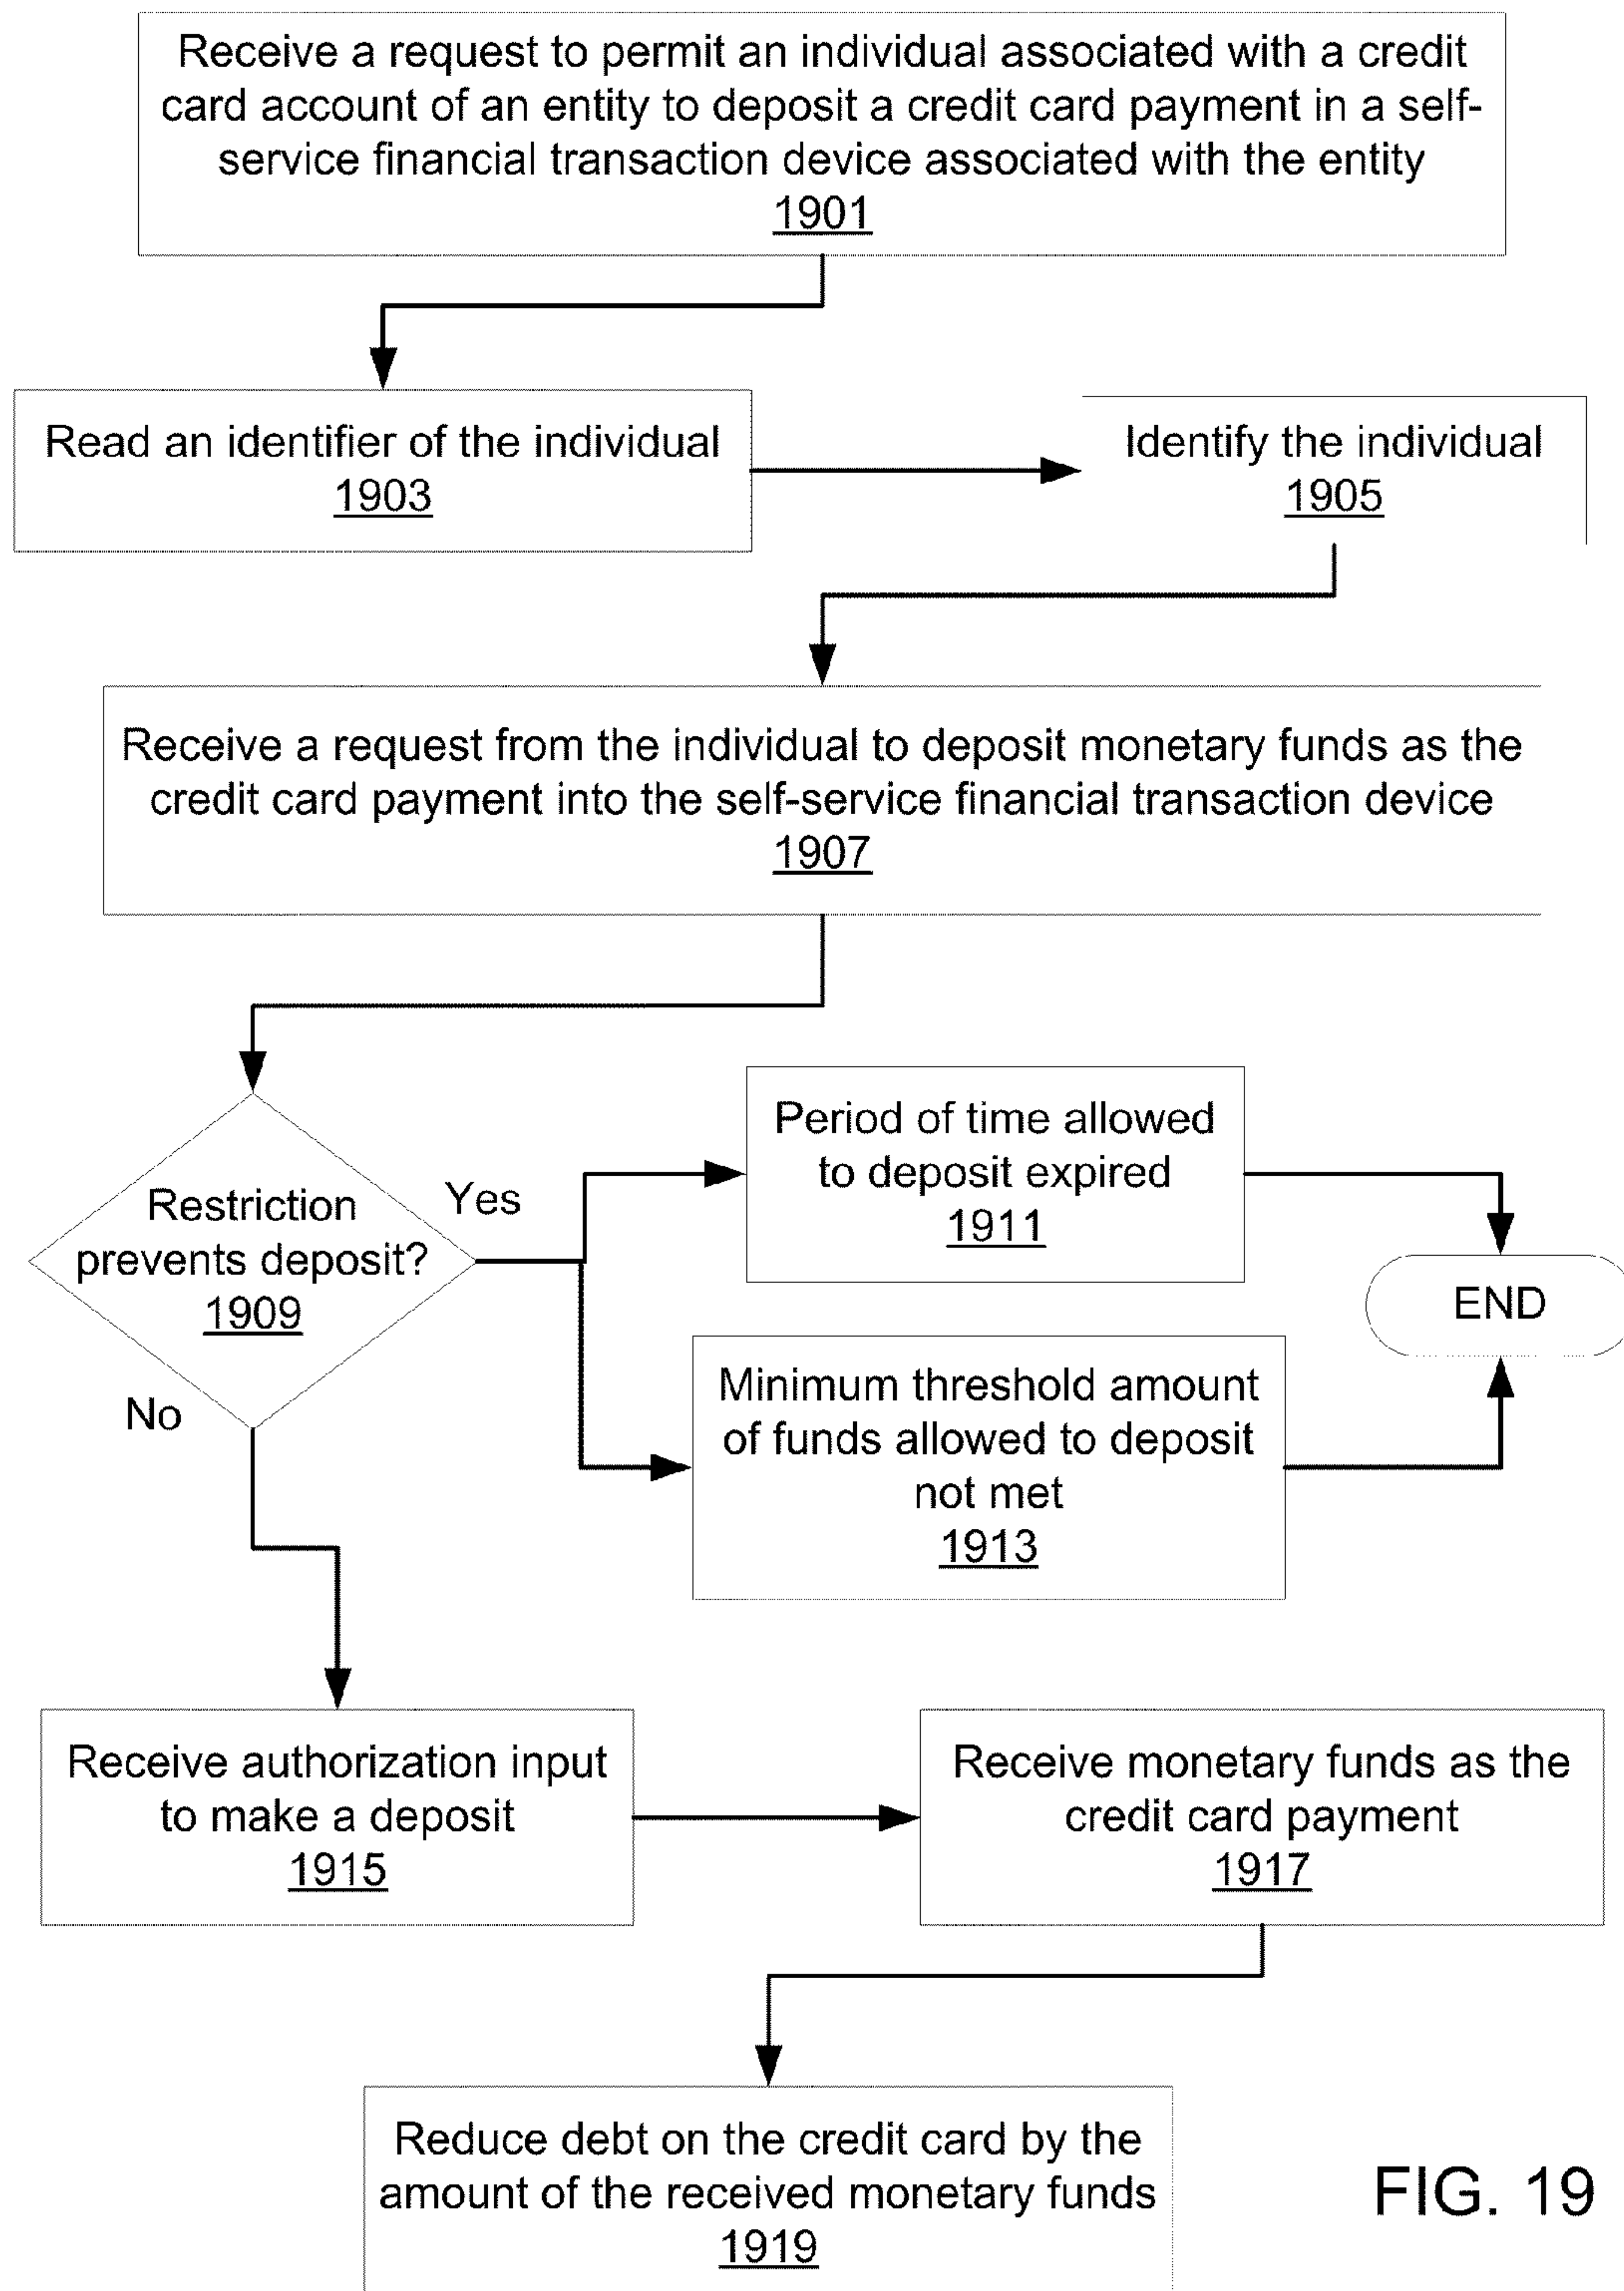 Receive a request to permit an individual associated with a credit
card account of an entity to deposit a credit card payment in a self-
service financial transaction device associated with the entity
1901
Read an identifier of the individual
1903
Identify the individual
1905
Receive a request from the individual to deposit monetary funds as the
credit card payment into the self-service financial transaction device
1907
Restriction
prevents deposit?
1909
Yes
No
Period of time allowed
to deposit expired
1911
END
Minimum threshold amount
of funds allowed to deposit
not met
1913
Receive authorization input
to make a deposit
1915
Receive monetary funds as the
credit card payment
1917
Reduce debt on the credit card by the
amount of the received monetary funds
1919
FIG. 19